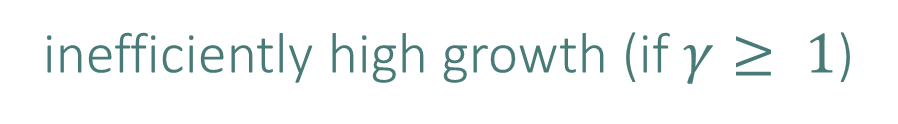 inefficiently high growth (if γ ≥ 1)